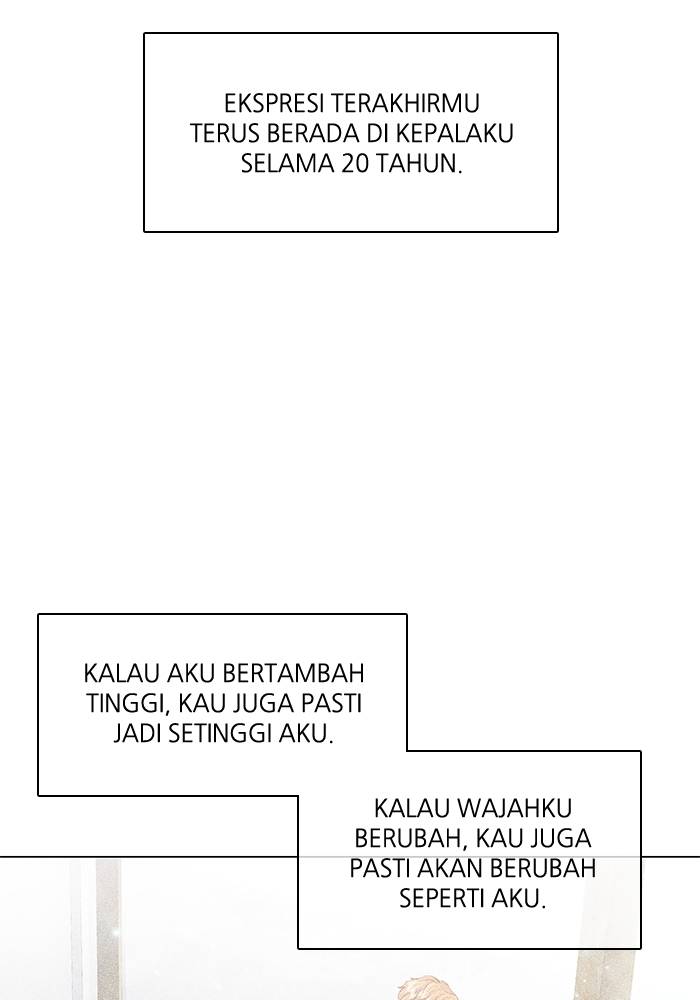 EKSPRESI TERAKHIRMU
TERUS BERADA DI KEPALAKU
SELAMA 20 TAHUN.
KALAU AKU BERTAMBAH
TINGGI, KAU JUGA PASTI
JADI SETINGGI AKU.
KALAU WAJAHKU
BERUBAH, KAU JUGA
PASTI AKAN BERUBAH
SEPERTI AKU.